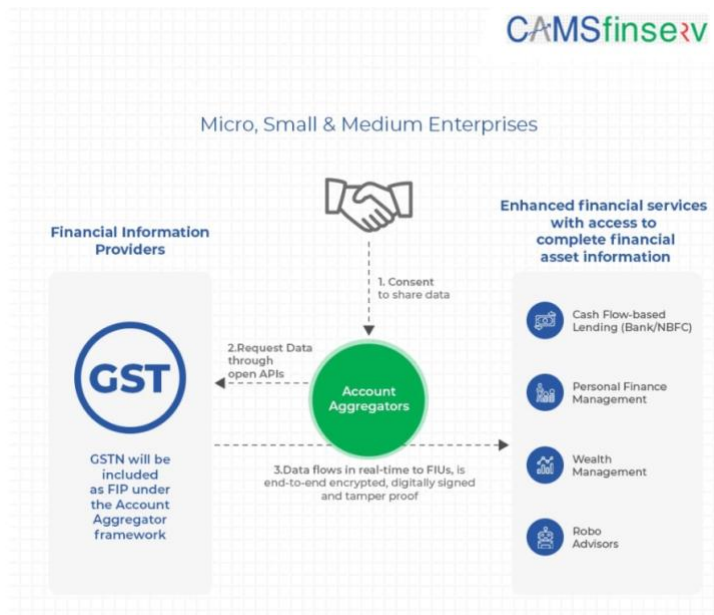 CAMSfinserv
Micro, Small & Medium Enterprises
Financial Information
Providers
GST
GSTN will be
included
as FIP under
the Account
Aggregator
framework
1. Consent
to share data
2.Request Data
through
open APIs
Account
Aggregators
3.Data flows in real-time to FIUs, is
end-to-end encrypted, digitally signed
and tamper proof
Enhanced financial services
with access to
complete financial
asset information
Cash Flow-based
Lending (Bank/NBFC)
Personal Finance
Management
Wealth
Management
Robo
Advisors